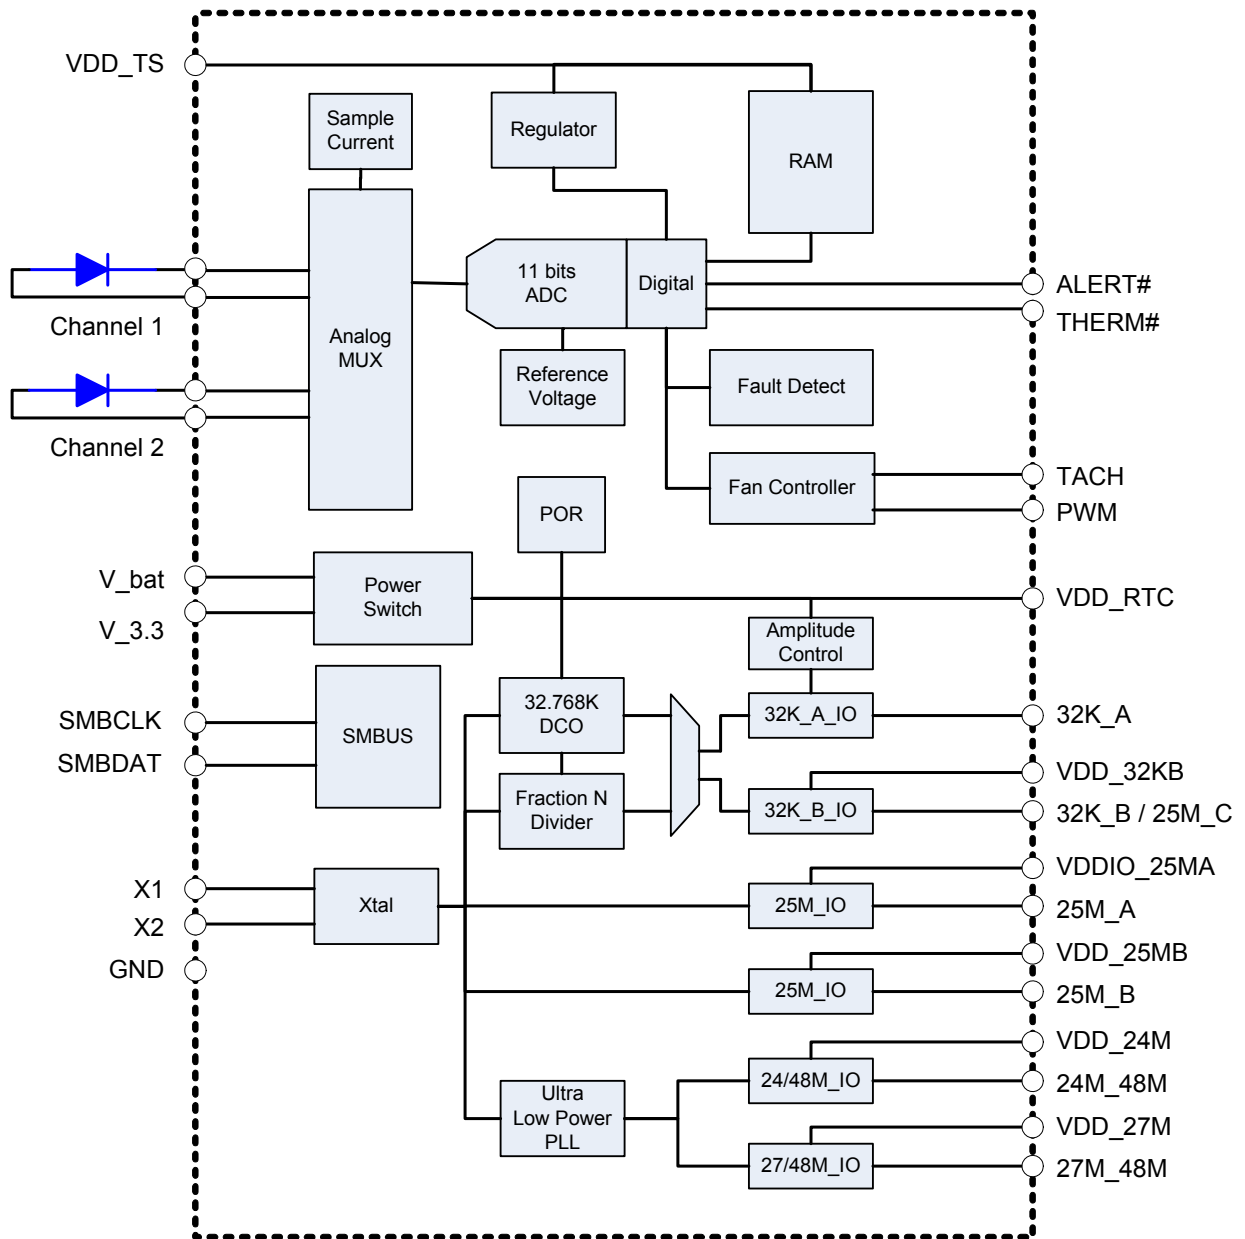 VDD_TS
Sample
Current
Regulator
RAM
11 bits
ADC
Digital
ALERT#
THERM#
Channel 1
Analog
MUX
Reference
Voltage
Fault Detect
Channel 2
Fan Controller
TACH
PWM
POR
V_bat
V_3.3
Power
Switch
VDD_RTC
Amplitude
Control
SMBCLK
SMBDAT
SMBUS
32.768K
DCO
32K_A_IO
32K_A
VDD_32KB
Fraction N
Divider
32K_B_IO
32K_B / 25M_C
VDDIO_25MA
X1
X2
Xtal
25M_IO
25M_A
GND
VDD_25MB
25M_IO
25M_B
VDD_24M
Ultra
Low Power
PLL
24/48M_IO
24M_48M
VDD_27M
27/48M_IO
27M_48M